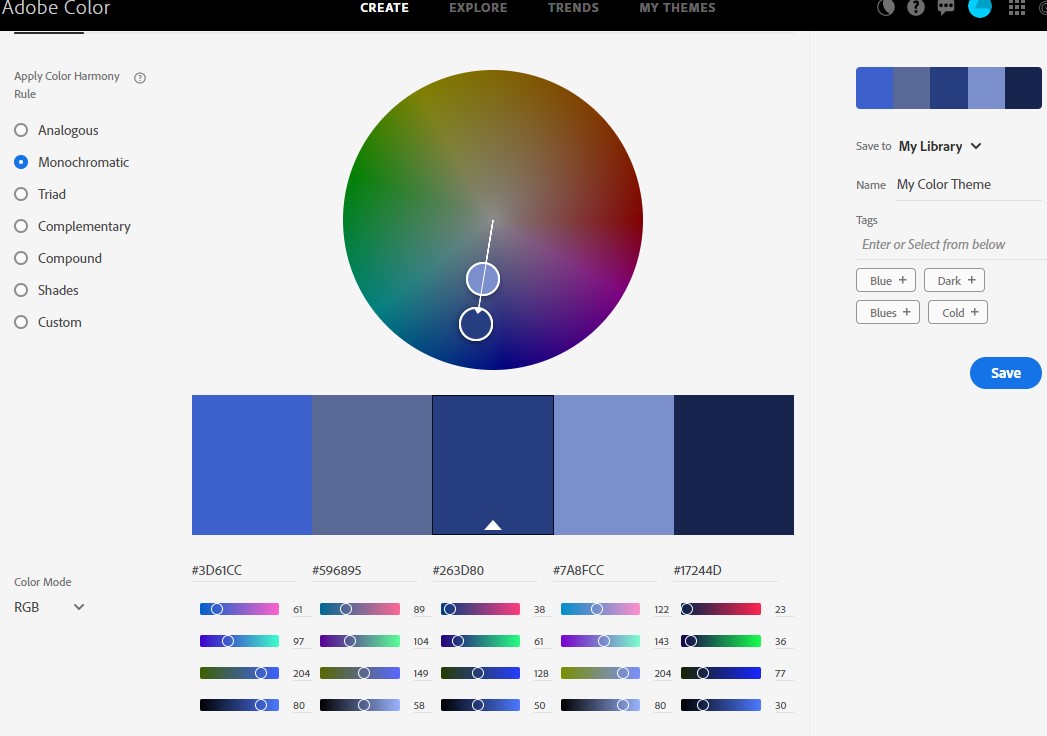 Adobe Color
CREATE
EXPLORE
TRENDS
MY THEMES
Apply Color Harmony
Rule
Analogous
Monochromatic
Triad
Complementary
Compound
Shades
Custom
Save to My Library
Name My Color Theme
Tags
Enter or Select from below
Blue +
Dark +
Blues +
Cold +
Save
Color Mode
RGB
#3D61CC
#596895
#263D80
#7A8FCC
#17244D
61 89 38 122 23
97 104 61 143 36
204 149 128 204 77
80 58 50 80 30